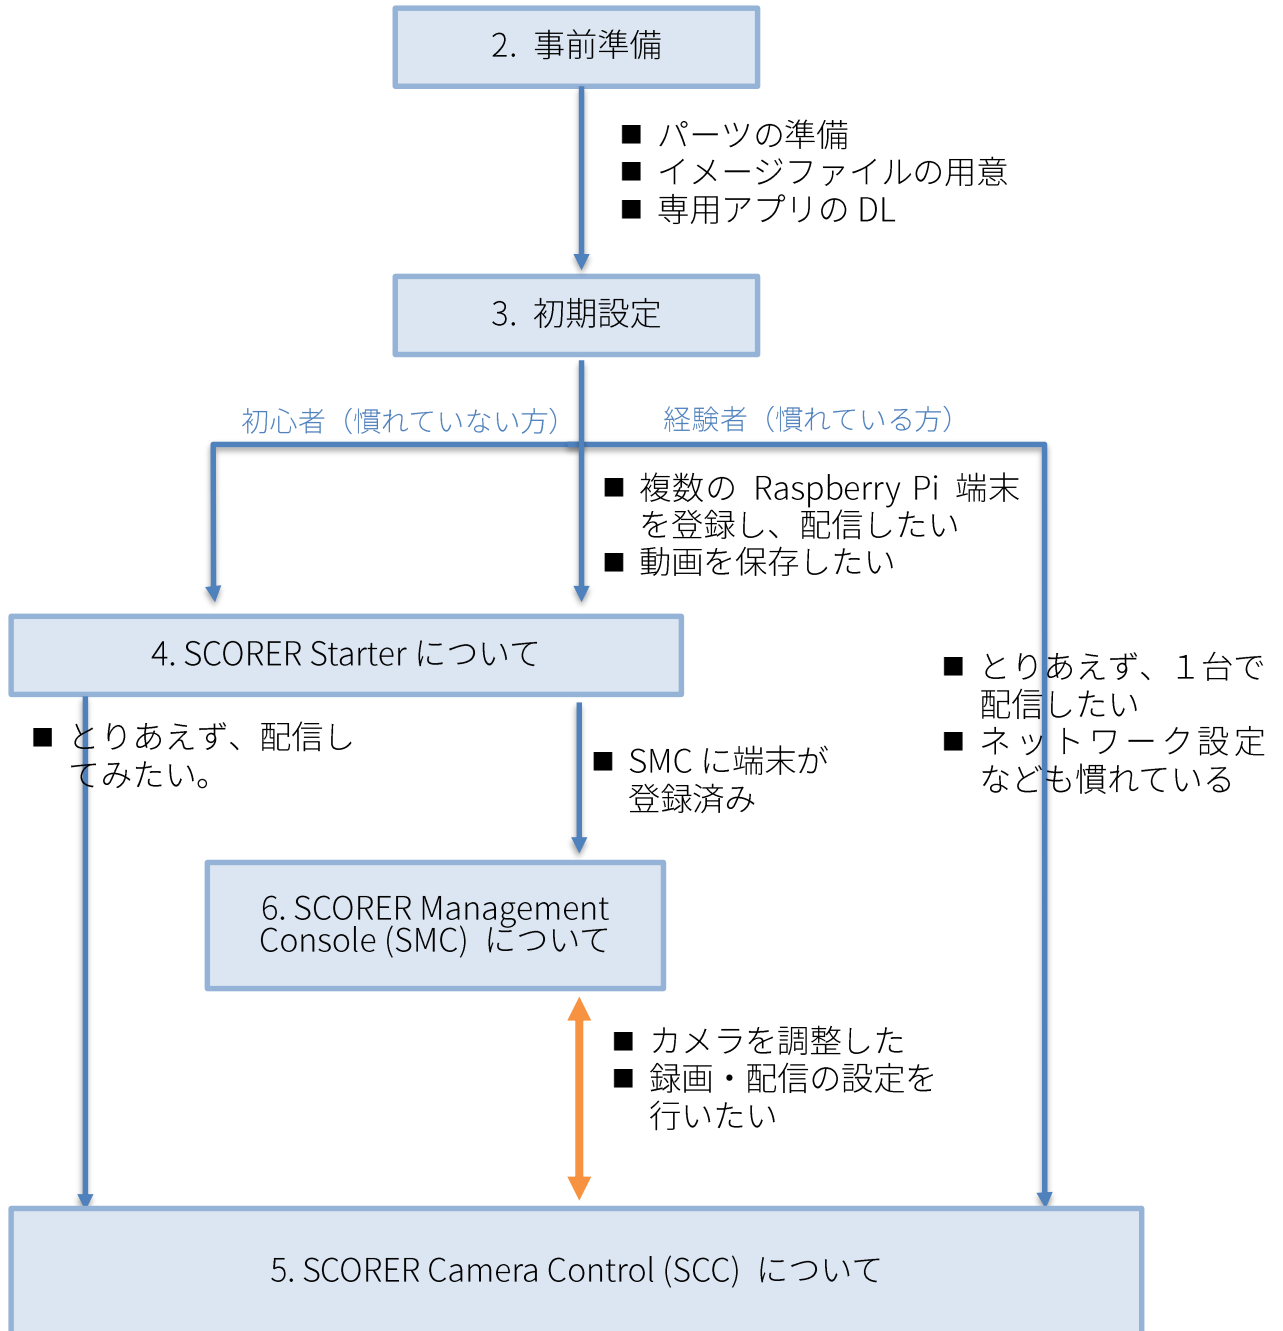 2. 事前準備
■ パーツの準備
■ イメージファイルの用意
■ 専用アプリの DL
3. 初期設定
初心者（慣れていない方）
経験者（慣れている方）
■ 複数の Raspberry Pi 端末
を登録し、配信したい
■ 動画を保存したい
4. SCORER Starter について
■ とりあえず、配信し
てみたい。
■ SMC に端末が
登録済み
■ とりあえず、１台で
配信したい
■ ネットワーク設定
なども慣れている
6. SCORER Management
Console (SMC) について
■ カメラを調整した
■ 録画・配信の設定を
行いたい
5. SCORER Camera Control (SCC) について